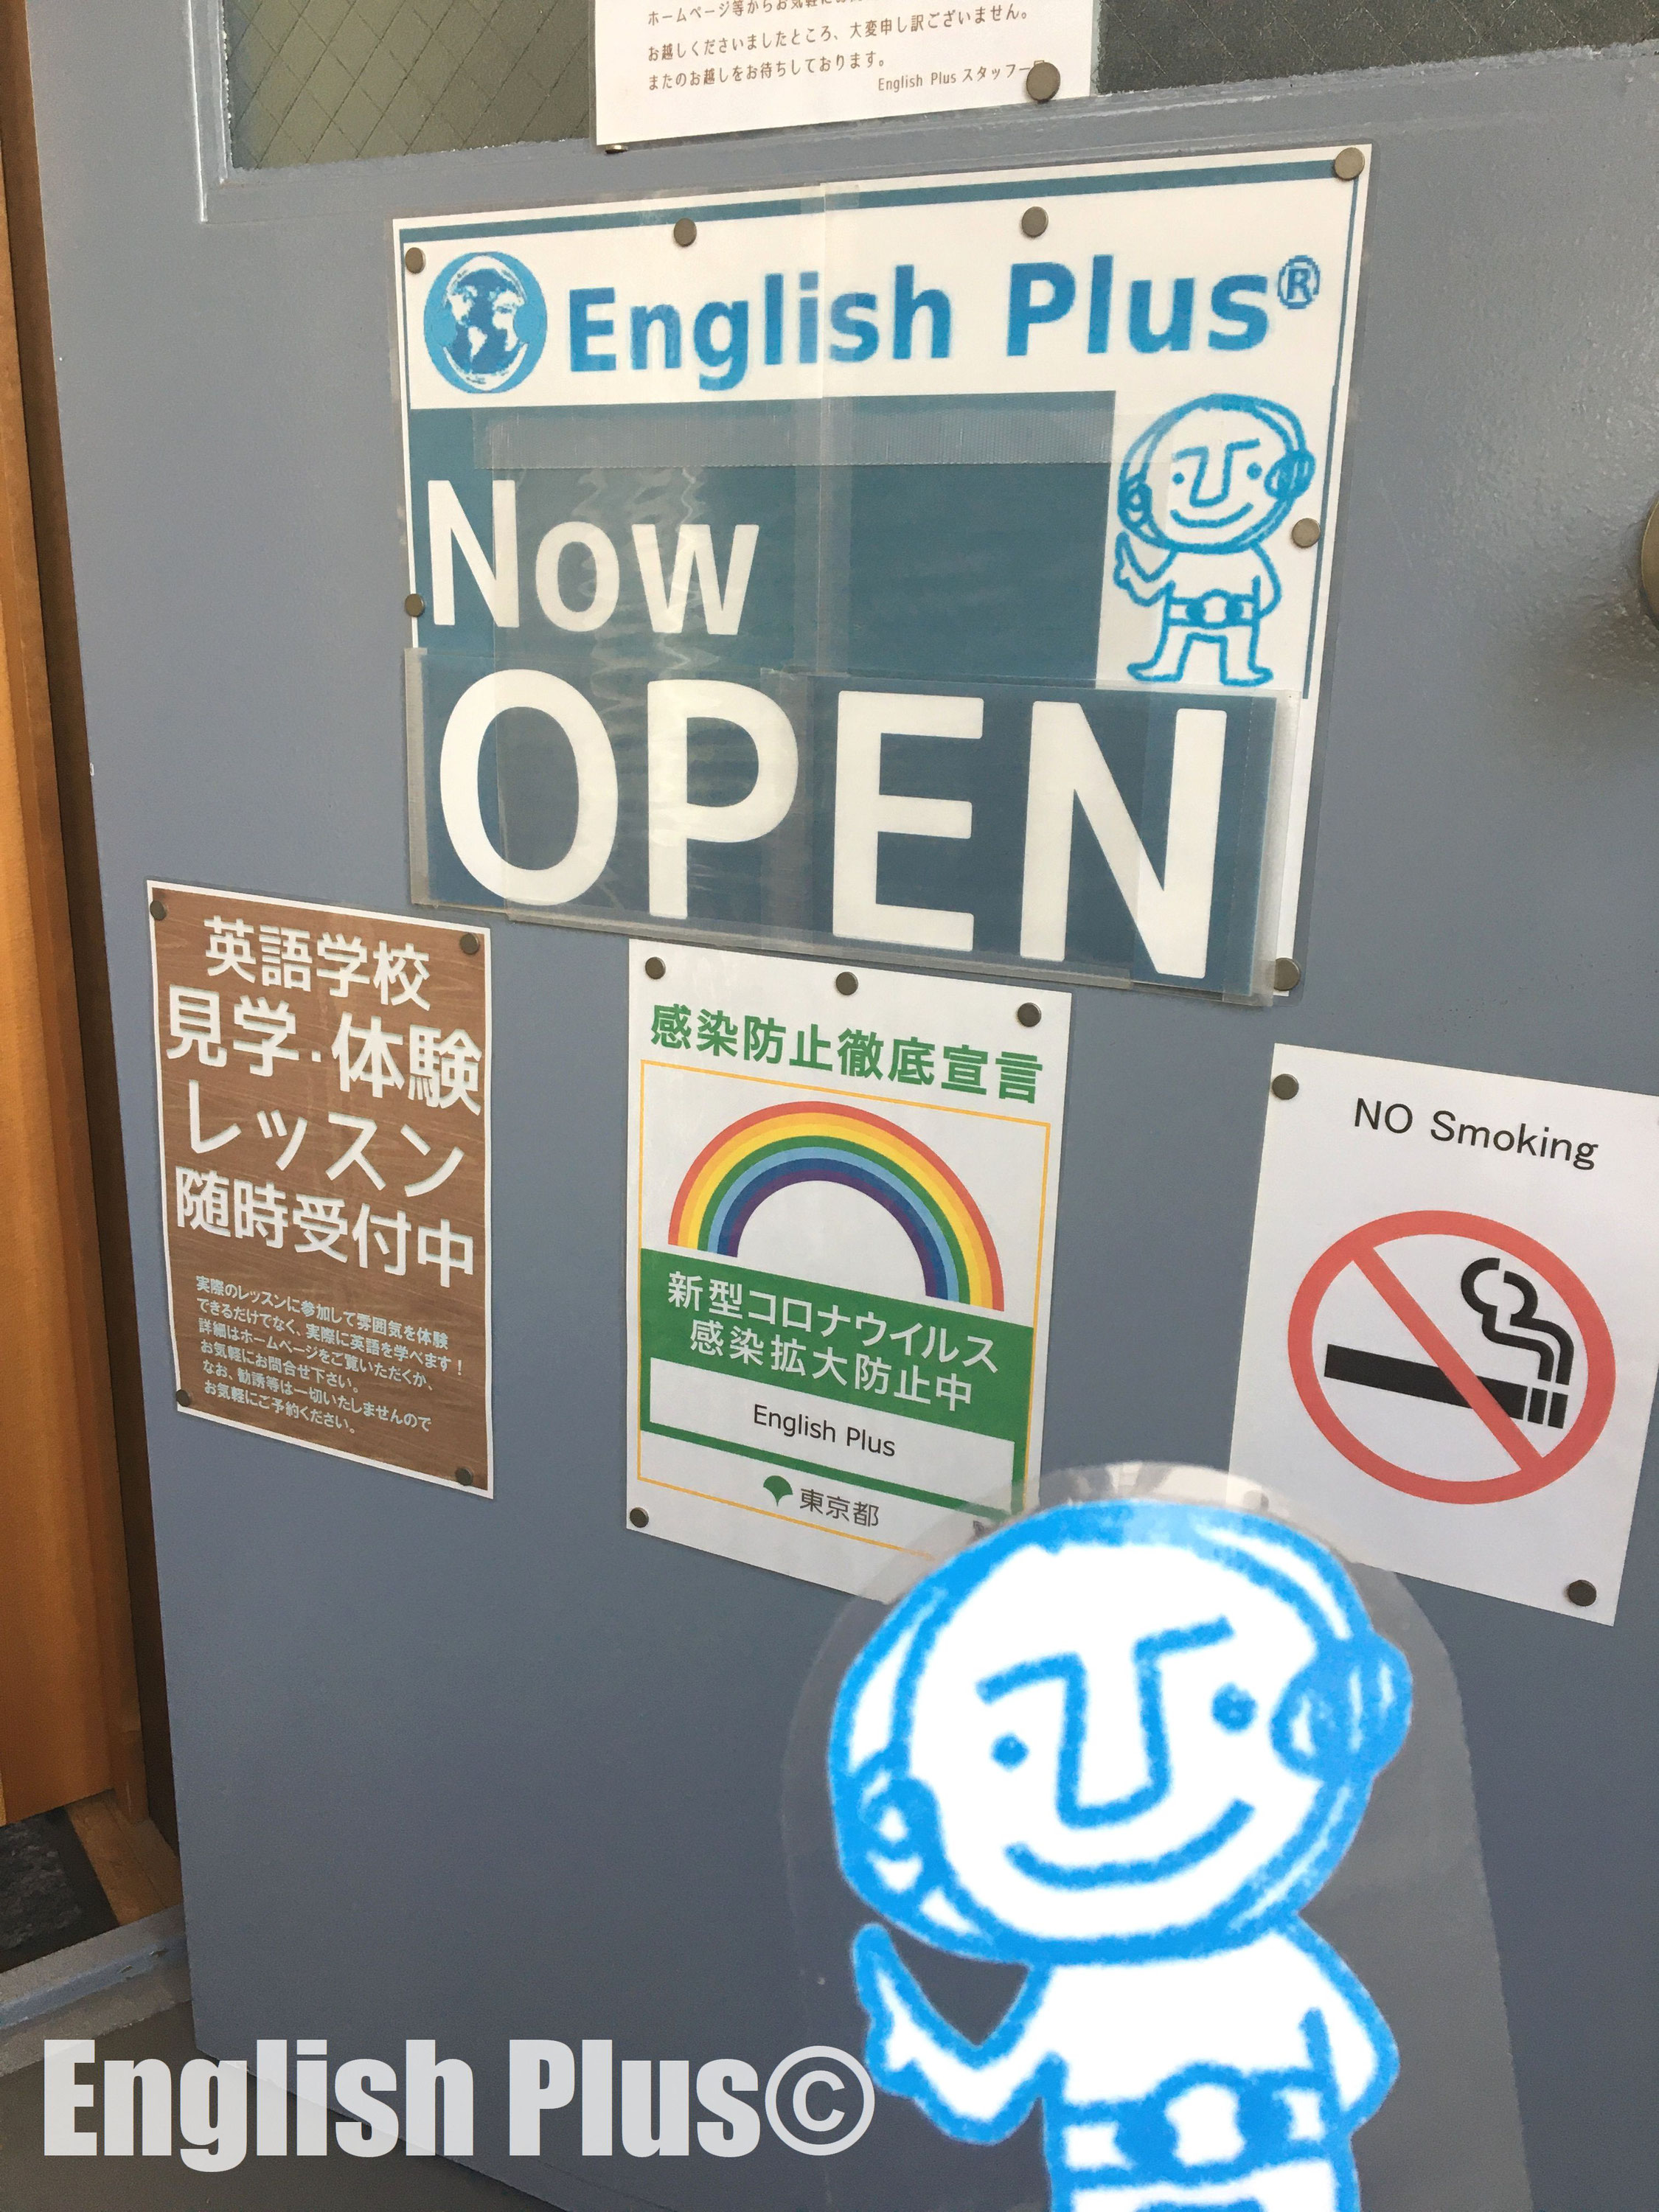 ホームページ等からお気軽にお
お越しくださいましたところ、大変申し訳ございません。
またのお越しをお待ちしております。
English Plus スタッフ一同
English Plus®
Now
OPEN
英語学校
見学・体験
レッスン
随時受付中
実際のレッスンに参加して雰囲気を体験
できるだけでなく、実際に英語を学べます!
詳細はホームページをご覧いただくか、
お気軽にお問合せ下さい。
なお、勧誘等は一切いたしませんので
お気軽にご予約ください。
感染防止徹底宣言
新型コロナウイルス
感染拡大防止中
English Plus
東京都
NO Smoking
English Plus©